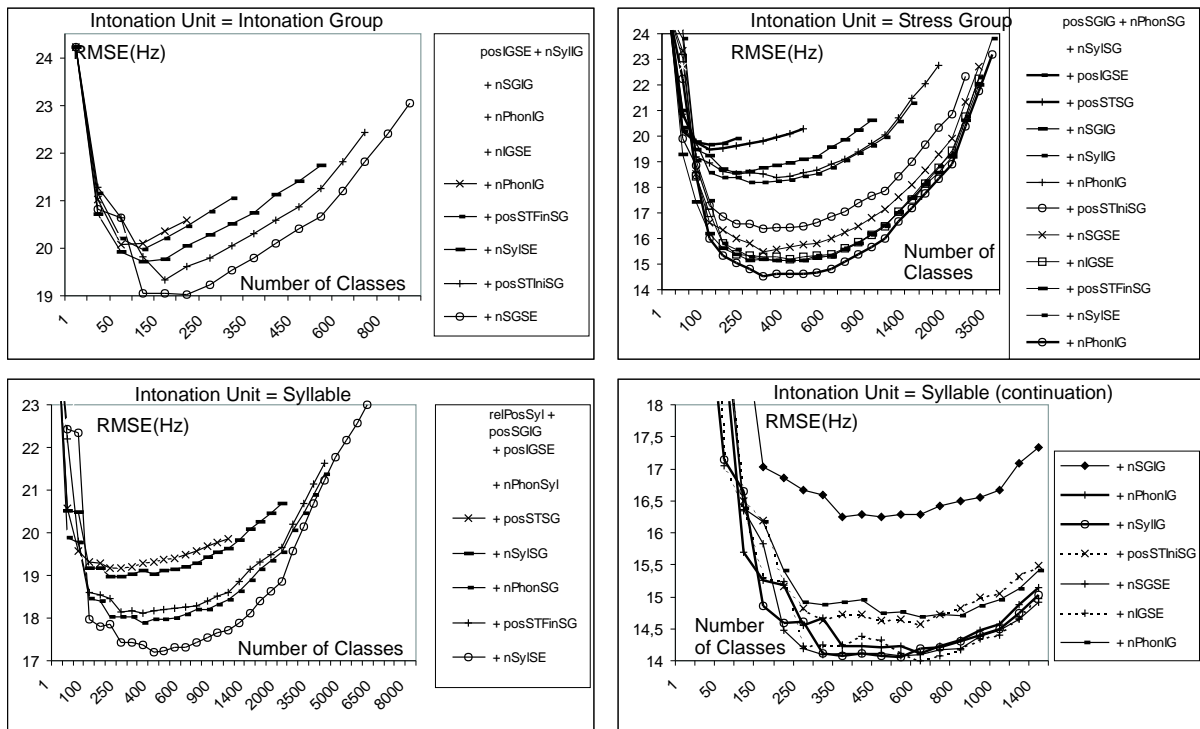 Intonation Unit = Intonation Group
RMSE(Hz)
24
23
22
21
20
19
Number of Classes
1
50
150
250
350
450
600
800
posIGSE + nSyllG
+ nSGIG
+ nPhonIG
+ nIGSE
+ nPhonIG
+ posSTFinSG
+ nSylSE
+ posSTIniSG
+ nSGSE
Intonation Unit = Stress Group
RMSE(Hz)
24
23
22
21
20
19
18
17
16
15
14
Number of
Classes
1
100
250
400
600
900
1400
2000
3500
posSGIG + nPhonSG
+ nSylSG
+ posIGSE
+ posSTSG
+ nSGIG
+ nSyllG
+ nPhonIG
+ posSTIniSG
+ nSGSE
+ nIGSE
+ posSTFinSG
+ nSylSE
+ nPhonIG
Intonation Unit = Syllable
RMSE(Hz)
23
22
21
20
19
18
17
Number of Classes
1
100
250
400
600
900
1400
2000
3500
5000
6500
8000
relPosSyl +
posSGIG
+ posIGSE
+ nPhonSyl
+ posSTSG
+ nSylSG
+ nPhonSG
+ posSTFinSG
+ nSylSE
Intonation Unit = Syllable (continuation)
RMSE(Hz)
18
17,5
17
16,5
16
15,5
15
14,5
14
Number
of Classes
1
50
150
250
350
450
600
800
1000
1400
+ nSGIG
+ nPhonIG
+ nSyllG
+ posSTIniSG
+ nSGSE
+ nIGSE
+ nPhonIG